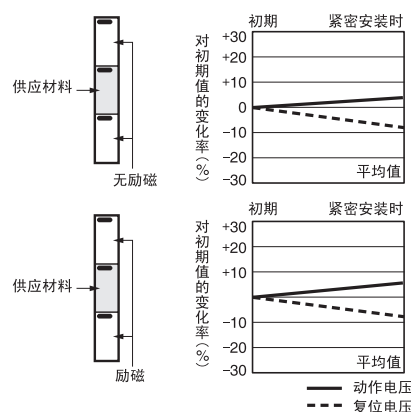 供应材料
无励磁
对初期值的变化率(%)
初期 紧密安装时
+30
+20
+10
0
-10
-20
-30
平均值
供应材料
励磁
对初期值的变化率(%)
初期 紧密安装时
+30
+20
+10
0
-10
-20
-30
平均值
动作电压
复位电压